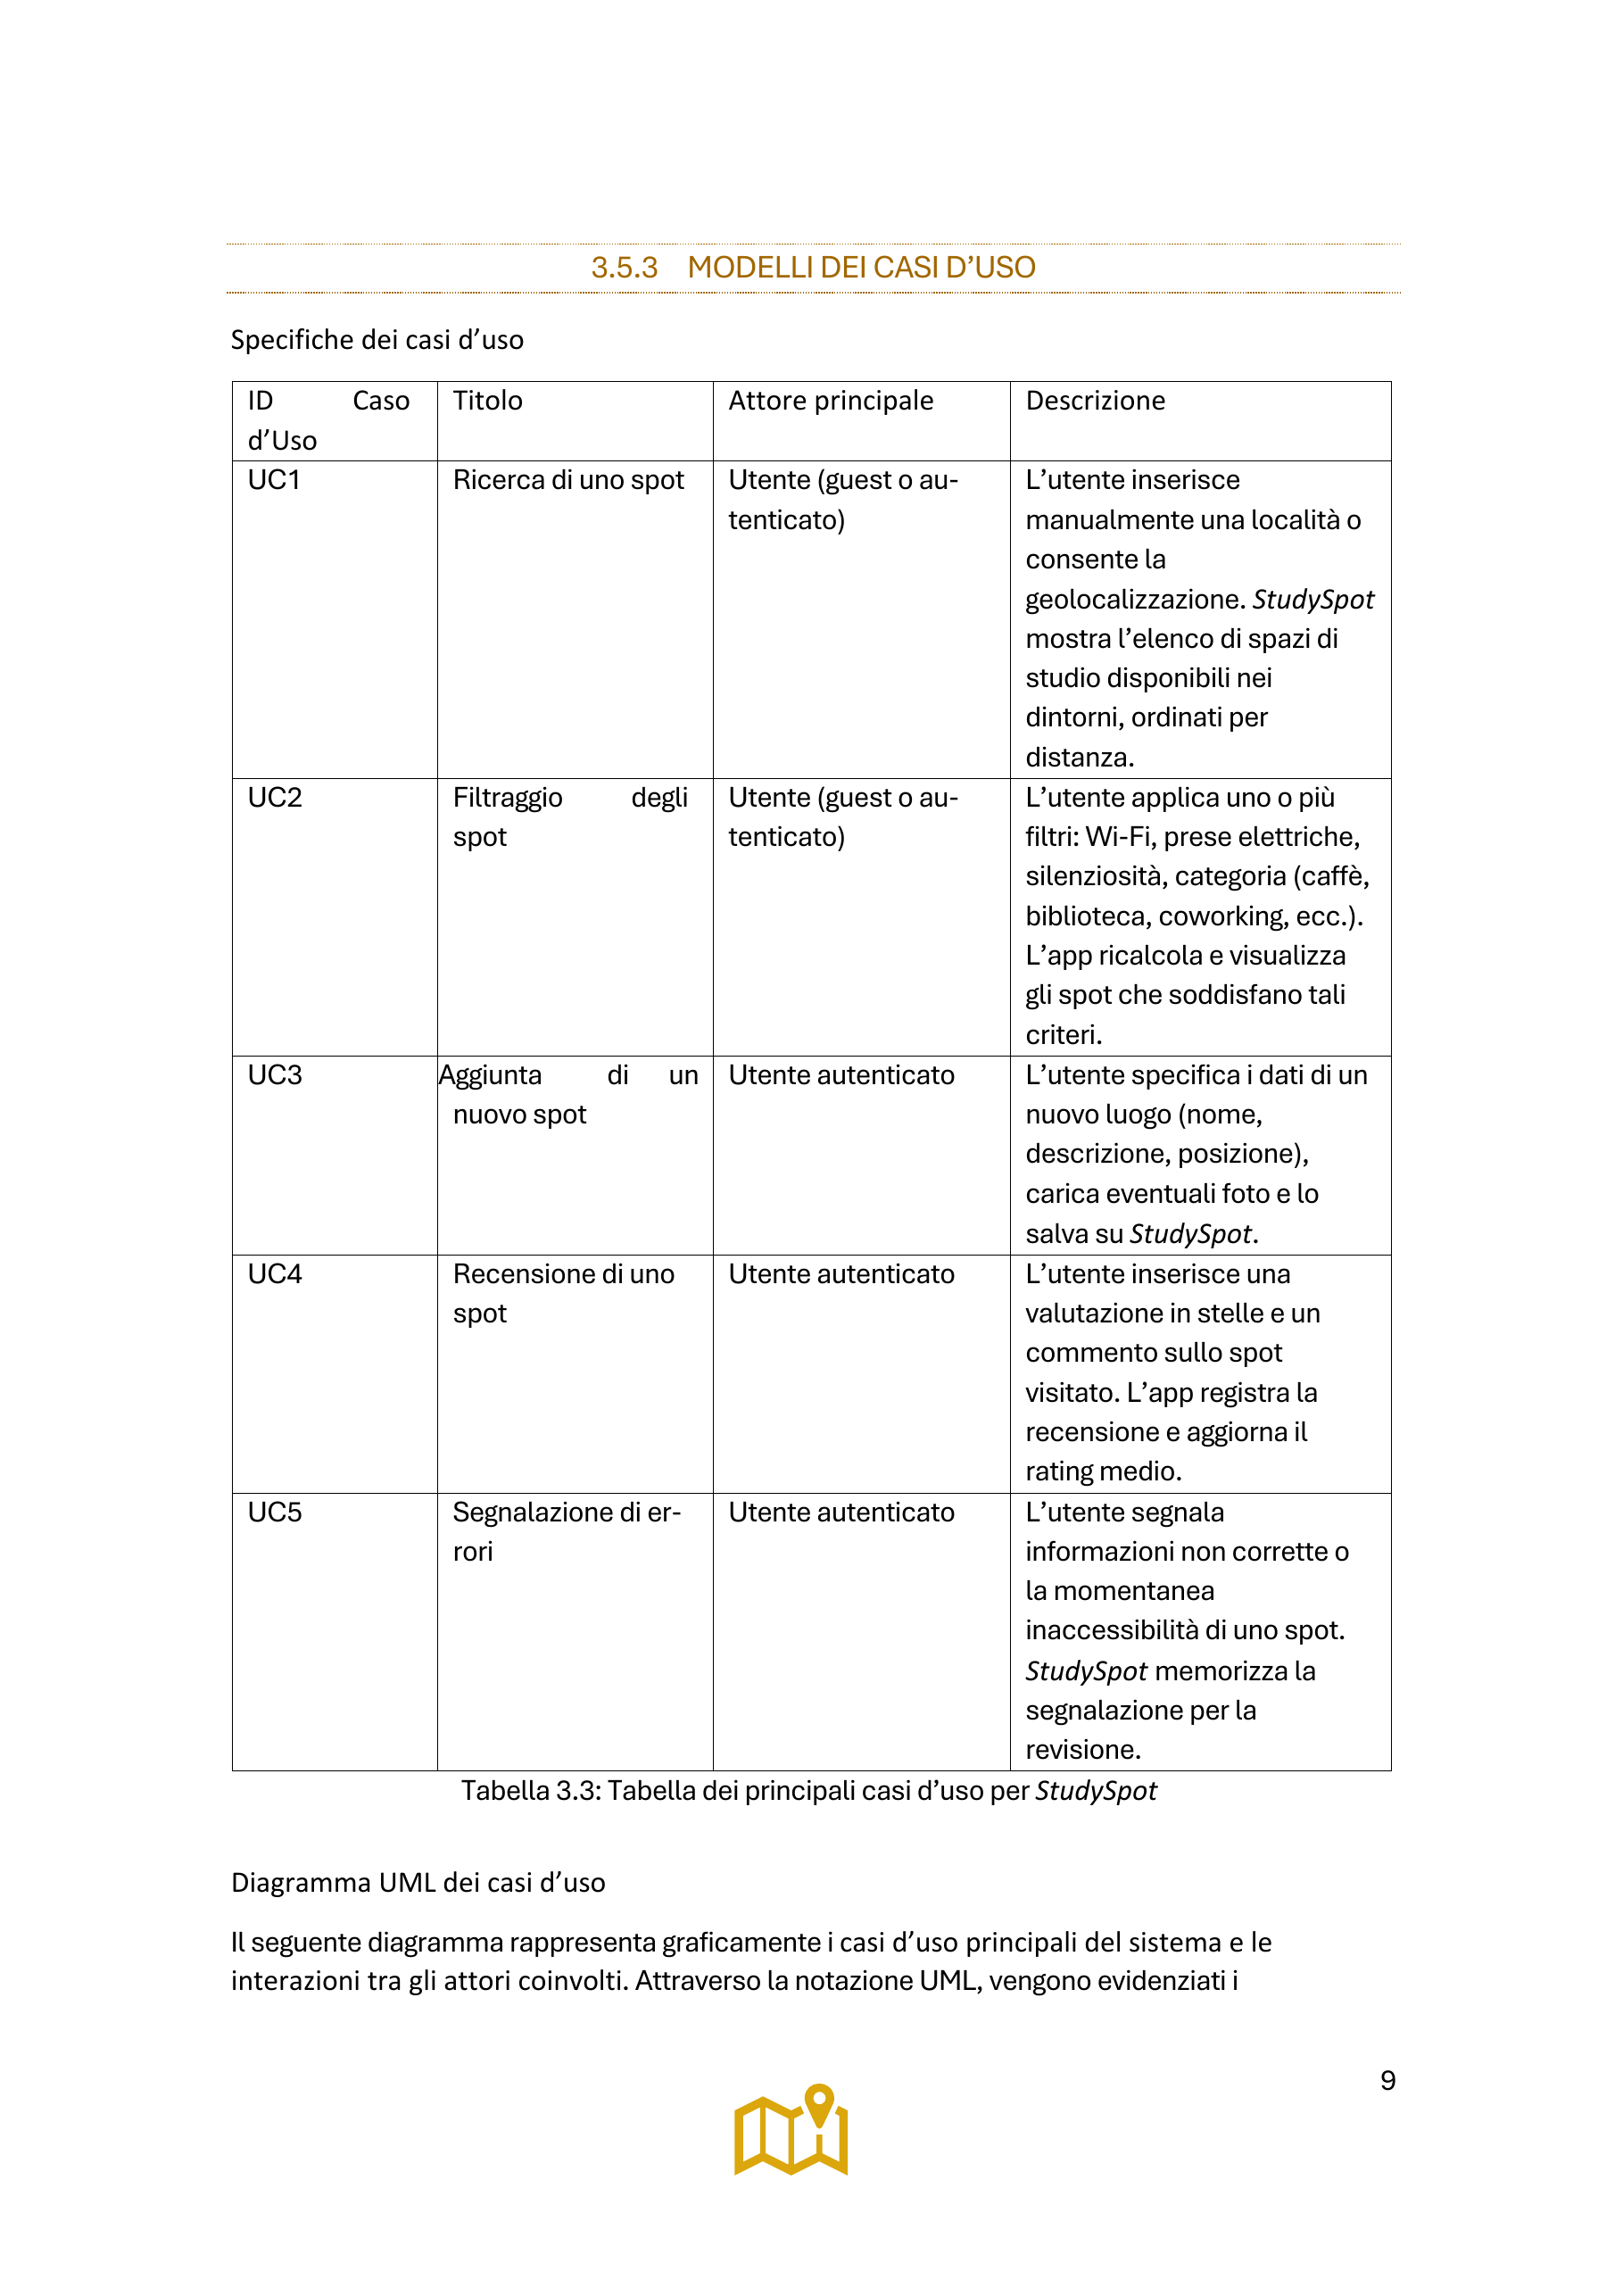 3.5.3 MODELLI DEI CASI D’USO
Specifiche dei casi d’uso
ID Caso
d’Uso
Titolo
Attore principale
Descrizione
UC1
Ricerca di uno spot
Utente (guest o au-
tenticato)
L’utente inserisce
manualmente una località o
consente la
geolocalizzazione. StudySpot
mostra l’elenco di spazi di
studio disponibili nei
dintorni, ordinati per
distanza.
UC2
Filtraggio degli
spot
Utente (guest o au-
tenticato)
L’utente applica uno o più
filtri: Wi-Fi, prese elettriche,
silenziosità, categoria (caffè,
biblioteca, coworking, ecc.).
L’app ricalcola e visualizza
gli spot che soddisfano tali
criteri.
UC3
Aggiunta di un
nuovo spot
Utente autenticato
L’utente specifica i dati di un
nuovo luogo (nome,
descrizione, posizione),
carica eventuali foto e lo
salva su StudySpot.
UC4
Recensione di uno
spot
Utente autenticato
L’utente inserisce una
valutazione in stelle e un
commento sullo spot
visitato. L’app registra la
recensione e aggiorna il
rating medio.
UC5
Segnalazione di er-
rori
Utente autenticato
L’utente segnala
informazioni non corrette o
la momentanea
inaccessibilità di uno spot.
StudySpot memorizza la
segnalazione per la
revisione.
Tabella 3.3: Tabella dei principali casi d’uso per StudySpot
Diagramma UML dei casi d’uso
Il seguente diagramma rappresenta graficamente i casi d’uso principali del sistema e le
interazioni tra gli attori coinvolti. Attraverso la notazione UML, vengono evidenziati i
9